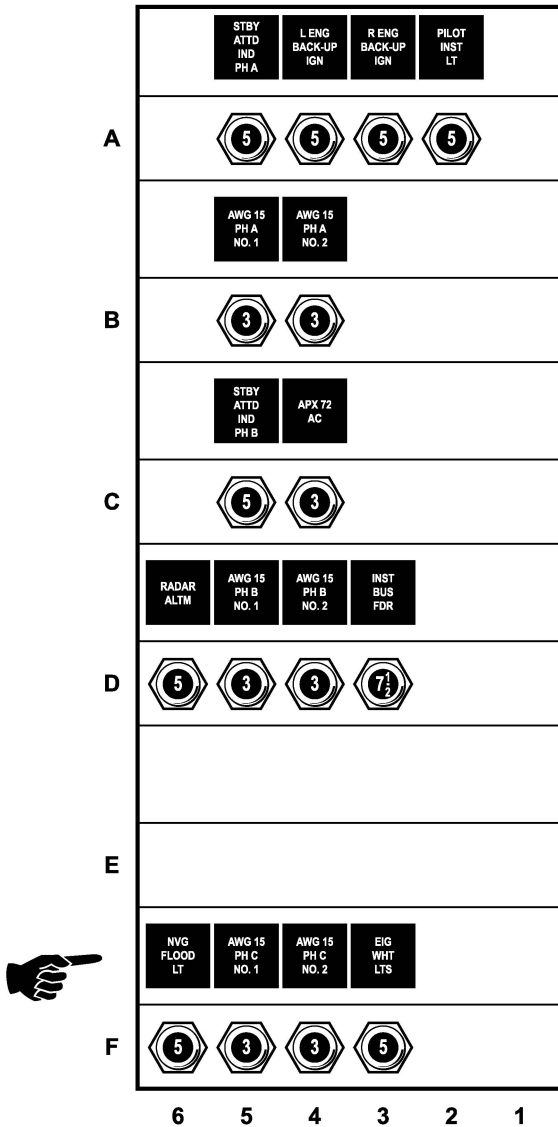 STBY
ATTD
IND
PH A
L ENG
BACK-UP
IGN
R ENG
BACK-UP
IGN
PILOT
INST
LT
A
5 5 5 5
AWG 15
PH A
NO. 1
AWG 15
PH A
NO. 2
B
3 3
STBY
ATTD
IND
PH B
APX 72
AC
C
5 3
RADAR
ALTM
AWG 15
PH B
NO. 1
AWG 15
PH B
NO. 2
INST
BUS
FDR
D
5 3 3 7½
E
NVG
FLOOD
LT
AWG 15
PH C
NO. 1
AWG 15
PH C
NO. 2
EIG
WHT
LTS
F
5 3 3 5
6 5 4 3 2 1